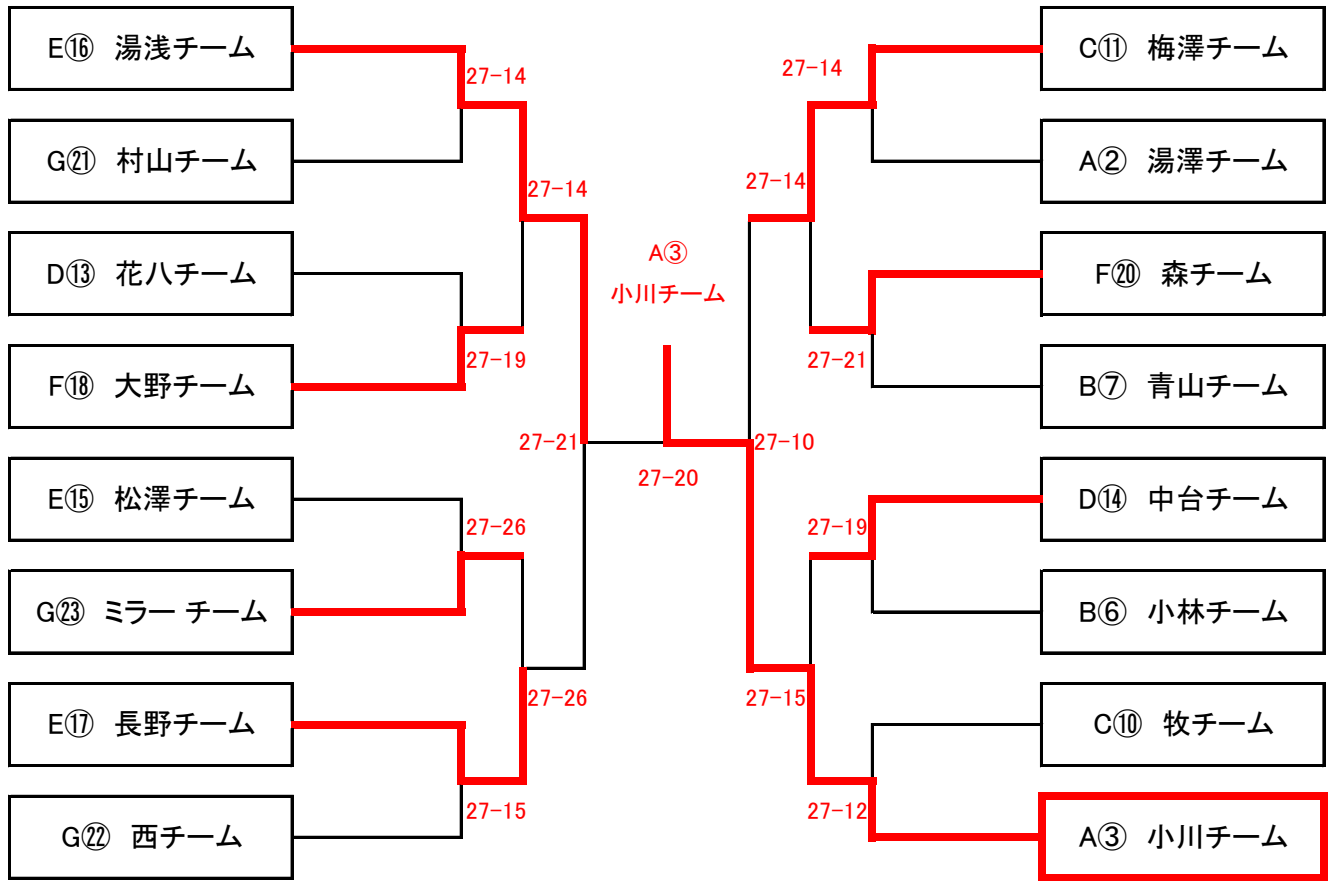 E⑯ 湯浅チーム
C⑪ 梅澤チーム
27-14
27-14
G㉑ 村山チーム
A② 湯澤チーム
27-14
27-14
D⑬ 花八チーム
A③
小川チーム
F⑳ 森チーム
27-19
27-21
F⑱ 大野チーム
B⑦ 青山チーム
27-21
27-10
27-20
E⑮ 松澤チーム
D⑭ 中台チーム
27-26
27-19
G㉓ ミラー チーム
B⑥ 小林チーム
27-26
27-15
E⑰ 長野チーム
C⑩ 牧チーム
27-15
27-12
G㉒ 西チーム
A③ 小川チーム